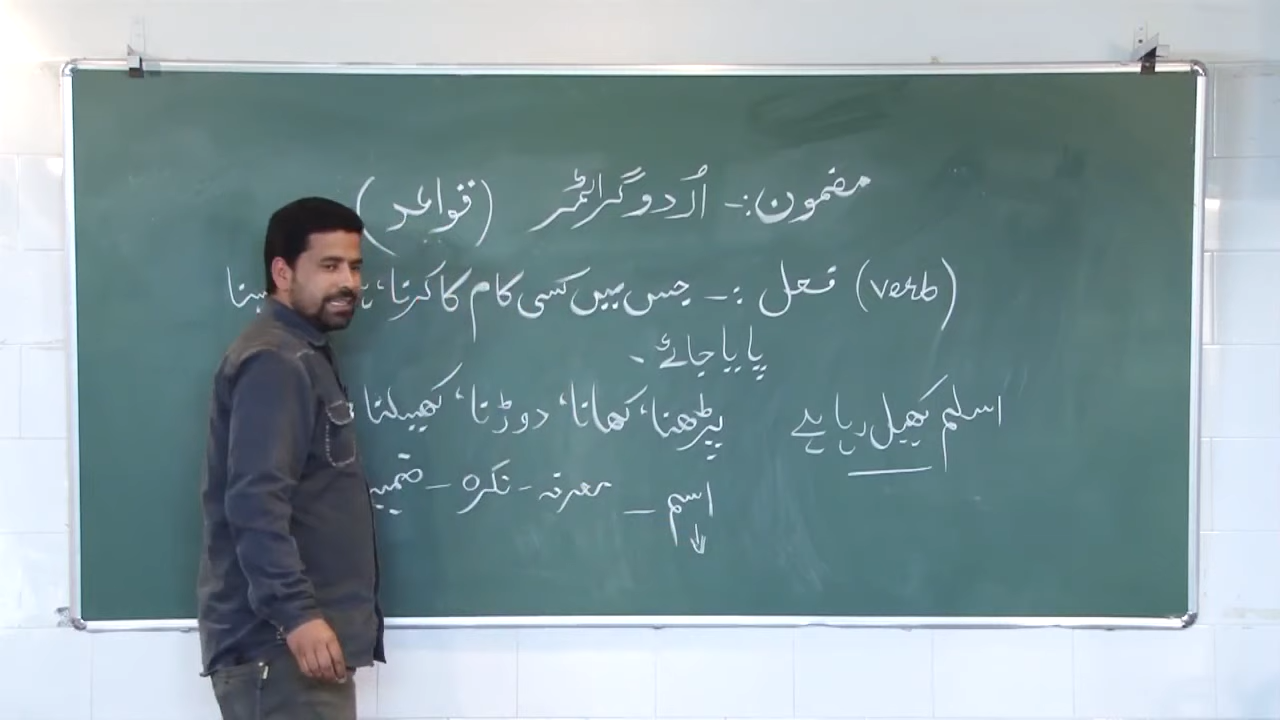 مضمون :۔ اُردو گرائمر (قواعد)
(verb) فعل :۔ جس میں کسی کام کا کرنا،
پایا جائے ۔
پڑھنا، کھانا، دوڑنا، کھیلنا
اسلم کھیل رہا ہے
اسم ۔ معرفہ ۔ نکرہ ۔